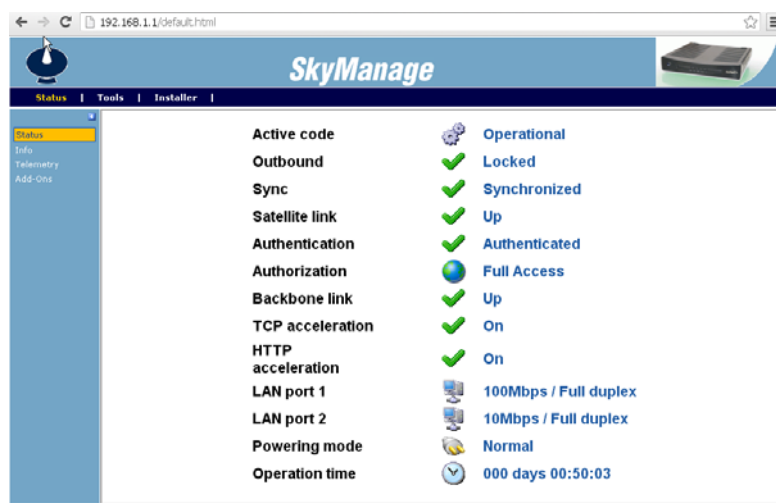 192.168.1.1/default.html
SkyManage
Status | Tools | Installer |
Status
Info
Telemetry
Add-Ons
Active code Operational
Outbound Locked
Sync Synchronized
Satellite link Up
Authentication Authenticated
Authorization Full Access
Backbone link Up
TCP acceleration On
HTTP
acceleration On
LAN port 1 100Mbps / Full duplex
LAN port 2 10Mbps / Full duplex
Powering mode Normal
Operation time 000 days 00:50:03